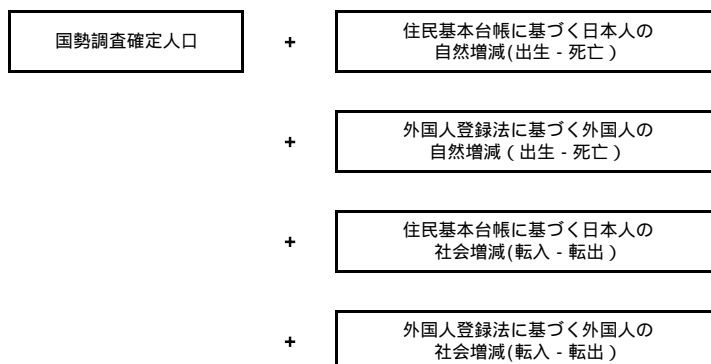 国勢調査確定人口
+
住民基本台帳に基づく日本人の
自然増減(出生 - 死亡 )
+
外国人登録法に基づく外国人の
自然増減 ( 出生 - 死亡 )
+
住民基本台帳に基づく日本人の
社会増減(転入 - 転出 )
+
外国人登録法に基づく外国人の
社会増減(転入 - 転出 )